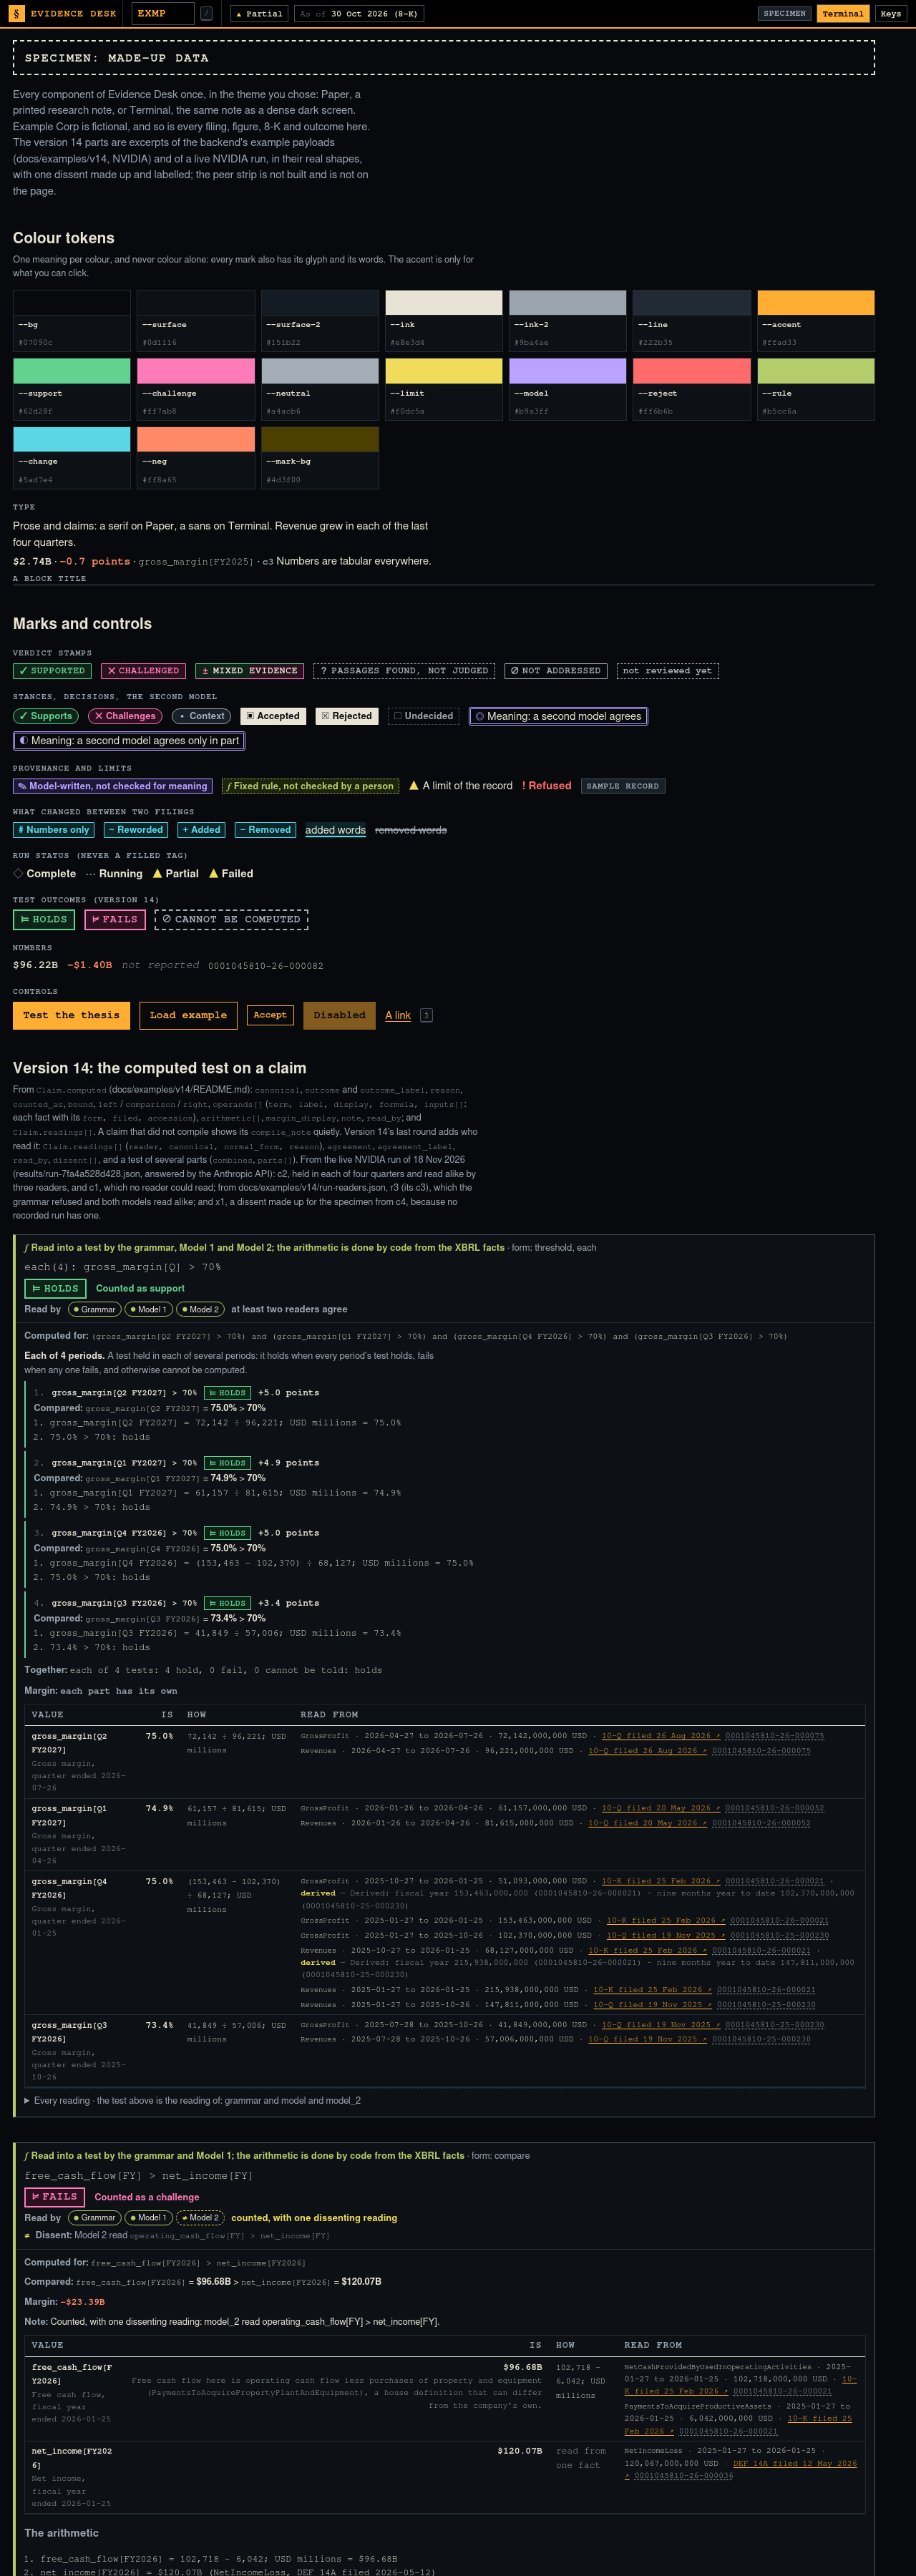 § EVIDENCE DESK EXMP / ▲ Partial As of 30 Oct 2026 (8-K) SPECIMEN Terminal Keys
SPECIMEN: MADE-UP DATA
Every component of Evidence Desk once, in the theme you chose: Paper, a
printed research note, or Terminal, the same note as a dense dark screen.
Example Corp is fictional, and so is every filing, figure, 8-K and outcome here.
The version 14 parts are excerpts of the backend's example payloads
(docs/examples/v14, NVIDIA) and of a live NVIDIA run, in their real shapes,
with one dissent made up and labelled; the peer strip is not built and is not on
the page.
Colour tokens
One meaning per colour, and never colour alone: every mark also has its glyph and its words. The accent is only for
what you can click.
--bg --surface --surface-2 --ink --ink-2 --line --accent
#07090c #0d1116 #151b22 #e8e3d4 #9ba4ae #222b35 #ffad33
--support --challenge --neutral --limit --model --reject --rule
#62d28f #ff7ab8 #a4acb6 #f0dc5a #b9a3ff #ff6b6b #b5cc6a
--change --neg --mark-bg
#5ad7e4 #ff8a65 #4d3f00
TYPE
Prose and claims: a serif on Paper, a sans on Terminal. Revenue grew in each of the last
four quarters.
$2.74B · −0.7 points · gross_margin[FY2025] · c3 Numbers are tabular everywhere.
A BLOCK TITLE
Marks and controls
VERDICT STAMPS
✓ SUPPORTED ✕ CHALLENGED ± MIXED EVIDENCE ? PASSAGES FOUND, NOT JUDGED ∅ NOT ADDRESSED not reviewed yet
STANCES, DECISIONS, THE SECOND MODEL
✓ Supports ✕ Challenges • Context ▣ Accepted ☒ Rejected ☐ Undecided ◎ Meaning: a second model agrees
◐ Meaning: a second model agrees only in part
PROVENANCE AND LIMITS
✎ Model-written, not checked for meaning ƒ Fixed rule, not checked by a person ▲ A limit of the record ! Refused SAMPLE RECORD
WHAT CHANGED BETWEEN TWO FILINGS
# Numbers only ~ Reworded + Added − Removed added words removed words
RUN STATUS (NEVER A FILLED TAG)
◇ Complete ⋯ Running ▲ Partial ▲ Failed
TEST OUTCOMES (VERSION 14)
⊨ HOLDS ⊭ FAILS ∅ CANNOT BE COMPUTED
NUMBERS
$96.22B −$1.40B not reported 0001045810-26-000082
CONTROLS
Test the thesis Load example Accept Disabled A link
Version 14: the computed test on a claim
From Claim.computed (docs/examples/v14/README.md): canonical, outcome and outcome_label, reason,
counted_as, bound, left / comparison / right, operands[] (term, label, display, formula, inputs[]:
each fact with its form, filed, accession), arithmetic[], margin_display, note, read_by; and
Claim.readings[]. A claim that did not compile shows its compile_note quietly. Version 14's last round adds who
read it: Claim.readings[] (reader, canonical, normal_form, reason), agreement, agreement_label,
read_by, dissent[], and a test of several parts (combines, parts[]). From the live NVIDIA run of 18 Nov 2026
(results/run-7fa4a528d428.json, answered by the Anthropic API): c2, held in each of four quarters and read alike by
three readers, and c1, which no reader could read; from docs/examples/v14/run-readers.json, r3 (its c3), which the
grammar refused and both models read alike; and x1, a dissent made up for the specimen from c4, because no
recorded run has one.
ƒ Read into a test by the grammar, Model 1 and Model 2; the arithmetic is done by code from the XBRL facts · form: threshold, each
each(4): gross_margin[Q] > 70%
⊨ HOLDS Counted as support
Read by ● Grammar ● Model 1 ● Model 2 at least two readers agree
Computed for: (gross_margin[Q2 FY2027] > 70%) and (gross_margin[Q1 FY2027] > 70%) and (gross_margin[Q4 FY2026] > 70%) and (gross_margin[Q3 FY2026] > 70%)
Each of 4 periods. A test held in each of several periods: it holds when every period's test holds, fails
when any one fails, and otherwise cannot be computed.
1. gross_margin[Q2 FY2027] > 70% ⊨ HOLDS +5.0 points
Compared: gross_margin[Q2 FY2027] = 75.0% > 70%
1. gross_margin[Q2 FY2027] = 72,142 ÷ 96,221; USD millions = 75.0%
2. 75.0% > 70%: holds
2. gross_margin[Q1 FY2027] > 70% ⊨ HOLDS +4.9 points
Compared: gross_margin[Q1 FY2027] = 74.9% > 70%
1. gross_margin[Q1 FY2027] = 61,157 ÷ 81,615; USD millions = 74.9%
2. 74.9% > 70%: holds
3. gross_margin[Q4 FY2026] > 70% ⊨ HOLDS +5.0 points
Compared: gross_margin[Q4 FY2026] = 75.0% > 70%
1. gross_margin[Q4 FY2026] = (153,463 − 102,370) ÷ 68,127; USD millions = 75.0%
2. 75.0% > 70%: holds
4. gross_margin[Q3 FY2026] > 70% ⊨ HOLDS +3.4 points
Compared: gross_margin[Q3 FY2026] = 73.4% > 70%
1. gross_margin[Q3 FY2026] = 41,849 ÷ 57,006; USD millions = 73.4%
2. 73.4% > 70%: holds
Together: each of 4 tests: 4 hold, 0 fail, 0 cannot be told: holds
Margin: each part has its own
VALUE IS HOW READ FROM
gross_margin[Q2 FY2027] 75.0% 72,142 ÷ 96,221; USD millions GrossProfit · 2026-04-27 to 2026-07-26 · 72,142,000,000 USD · 10-Q filed 26 Aug 2026 ↗ 0001045810-26-000075
Revenues · 2026-04-27 to 2026-07-26 · 96,221,000,000 USD · 10-Q filed 26 Aug 2026 ↗ 0001045810-26-000075
Gross margin, quarter ended 2026-07-26
gross_margin[Q1 FY2027] 74.9% 61,157 ÷ 81,615; USD millions GrossProfit · 2026-01-26 to 2026-04-26 · 61,157,000,000 USD · 10-Q filed 20 May 2026 ↗ 0001045810-26-000052
Revenues · 2026-01-26 to 2026-04-26 · 81,615,000,000 USD · 10-Q filed 20 May 2026 ↗ 0001045810-26-000052
Gross margin, quarter ended 2026-04-26
gross_margin[Q4 FY2026] 75.0% (153,463 − 102,370) ÷ 68,127; USD millions GrossProfit · 2025-10-27 to 2026-01-25 · 51,093,000,000 USD · 10-K filed 25 Feb 2026 ↗ 0001045810-26-000021 ·
derived — Derived: fiscal year 153,463,000,000 (0001045810-26-000021) − nine months year to date 102,370,000,000
(0001045810-25-000230)
Gross margin, quarter ended 2026-01-25
GrossProfit · 2025-01-27 to 2026-01-25 · 153,463,000,000 USD · 10-K filed 25 Feb 2026 ↗ 0001045810-26-000021
GrossProfit · 2025-01-27 to 2025-10-26 · 102,370,000,000 USD · 10-Q filed 19 Nov 2025 ↗ 0001045810-25-000230
Revenues · 2025-10-27 to 2026-01-25 · 68,127,000,000 USD · 10-K filed 25 Feb 2026 ↗ 0001045810-26-000021 ·
derived — Derived: fiscal year 215,938,000,000 (0001045810-26-000021) − nine months year to date 147,811,000,000
(0001045810-25-000230)
Revenues · 2025-01-27 to 2026-01-25 · 215,938,000,000 USD · 10-K filed 25 Feb 2026 ↗ 0001045810-26-000021
Revenues · 2025-01-27 to 2025-10-26 · 147,811,000,000 USD · 10-Q filed 19 Nov 2025 ↗ 0001045810-25-000230
gross_margin[Q3 FY2026] 73.4% 41,849 ÷ 57,006; USD millions GrossProfit · 2025-07-28 to 2025-10-26 · 41,849,000,000 USD · 10-Q filed 19 Nov 2025 ↗ 0001045810-25-000230
Revenues · 2025-07-28 to 2025-10-26 · 57,006,000,000 USD · 10-Q filed 19 Nov 2025 ↗ 0001045810-25-000230
Gross margin, quarter ended 2025-10-26
▶ Every reading · the test above is the reading of: grammar and model and model_2
ƒ Read into a test by the grammar and Model 1; the arithmetic is done by code from the XBRL facts · form: compare
free_cash_flow[FY] > net_income[FY]
⊭ FAILS Counted as a challenge
Read by ● Grammar ● Model 1 ≠ Model 2 counted, with one dissenting reading
≠ Dissent: Model 2 read operating_cash_flow[FY] > net_income[FY]
Computed for: free_cash_flow[FY2026] > net_income[FY2026]
Compared: free_cash_flow[FY2026] = $96.68B > net_income[FY2026] = $120.07B
Margin: −$23.39B
Note: Counted, with one dissenting reading: model_2 read operating_cash_flow[FY] > net_income[FY].
VALUE IS HOW READ FROM
free_cash_flow[FY2026] $96.68B 102,718 − 6,042; USD millions
Free cash flow, fiscal year ended 2026-01-25
Free cash flow here is operating cash flow less purchases of property and equipment
(PaymentsToAcquirePropertyPlantAndEquipment), a house definition that can differ
from the company's own.
NetCashProvidedByUsedInOperatingActivities · 2025-
01-27 to 2026-01-25 · 102,718,000,000 USD · 10-
K filed 25 Feb 2026 ↗ 0001045810-26-000021
PaymentsToAcquireProductiveAssets · 2025-01-27 to
2026-01-25 · 6,042,000,000 USD · 10-K filed 25
Feb 2026 ↗ 0001045810-26-000021
net_income[FY2026] $120.07B read from one fact
Net income, fiscal year ended 2026-01-25
NetIncomeLoss · 2025-01-27 to 2026-01-25 ·
120,067,000,000 USD · DEF 14A filed 12 May 2026
↗ 0001045810-26-000036
The arithmetic
1. free_cash_flow[FY2026] = 102,718 − 6,042; USD millions = $96.68B
2. net_income[FY2026] = $120.07B (NetIncomeLoss, DEF 14A filed 2026-05-12)